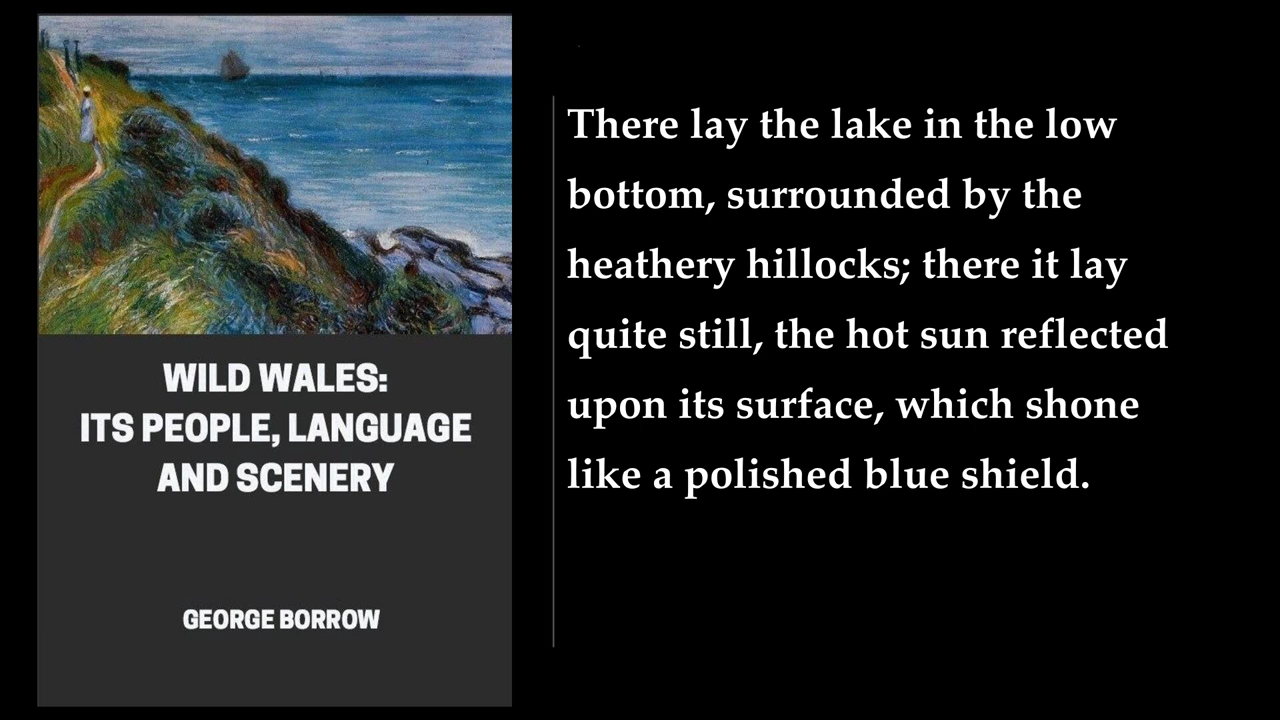 WILD WALES:
ITS PEOPLE, LANGUAGE
AND SCENERY
GEORGE BORROW
There lay the lake in the low
bottom, surrounded by the
heathery hillocks; there it lay
quite still, the hot sun reflected
upon its surface, which shone
like a polished blue shield.